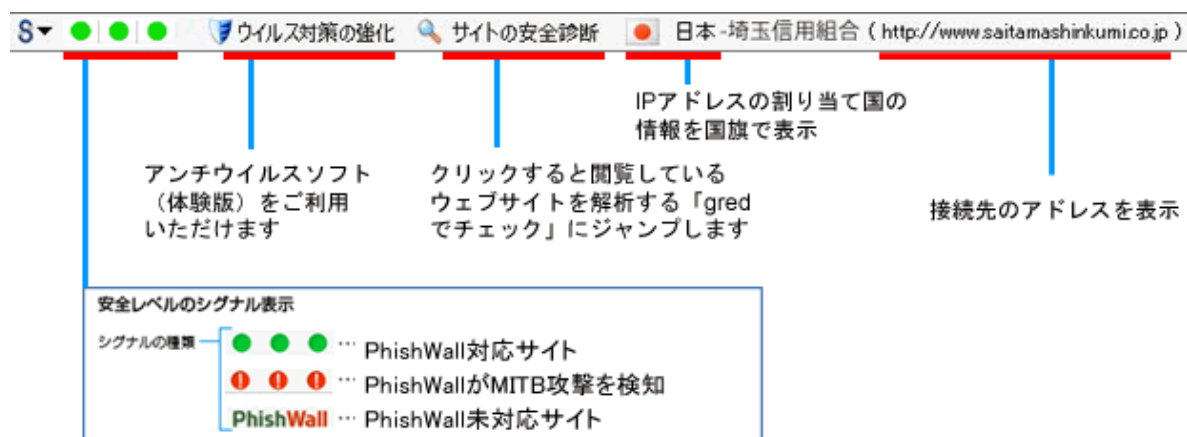 S▼ ウイルス対策の強化 サイトの安全診断 日本-埼玉信用組合 ( http://www.saitamashinkumi.co.jp )
IPアドレスの割り当て国の
情報を国旗で表示
アンチウイルスソフト
（体験版）をご利用
いただけます
クリックすると閲覧している
ウェブサイトを解析する「gred
でチェック」にジャンプします
接続先のアドレスを表示
安全レベルのシグナル表示
シグナルの種類
… PhishWall対応サイト
… PhishWallがMITB攻撃を検知
PhishWall … PhishWall未対応サイト